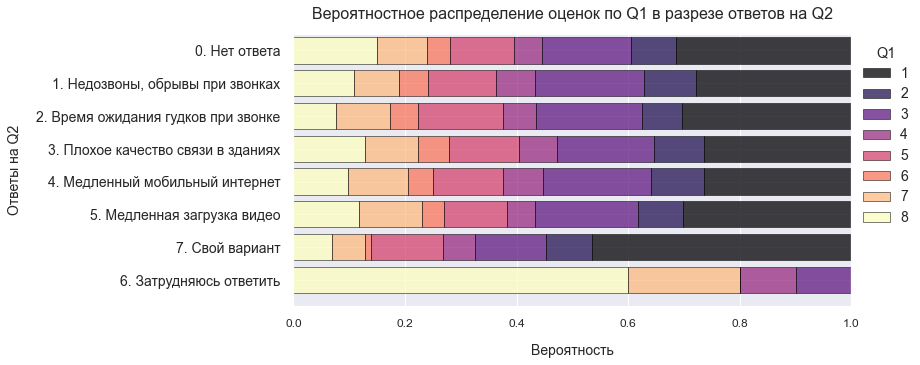 Вероятностное распределение оценок по Q1 в разрезе ответов на Q2
Ответы на Q2
0. Нет ответа
1. Недозвоны, обрывы при звонках
2. Время ожидания гудков при звонке
3. Плохое качество связи в зданиях
4. Медленный мобильный интернет
5. Медленная загрузка видео
7. Свой вариант
6. Затрудняюсь ответить
0.0 0.2 0.4 0.6 0.8 1.0
Вероятность
Q1
1
2
3
4
5
6
7
8